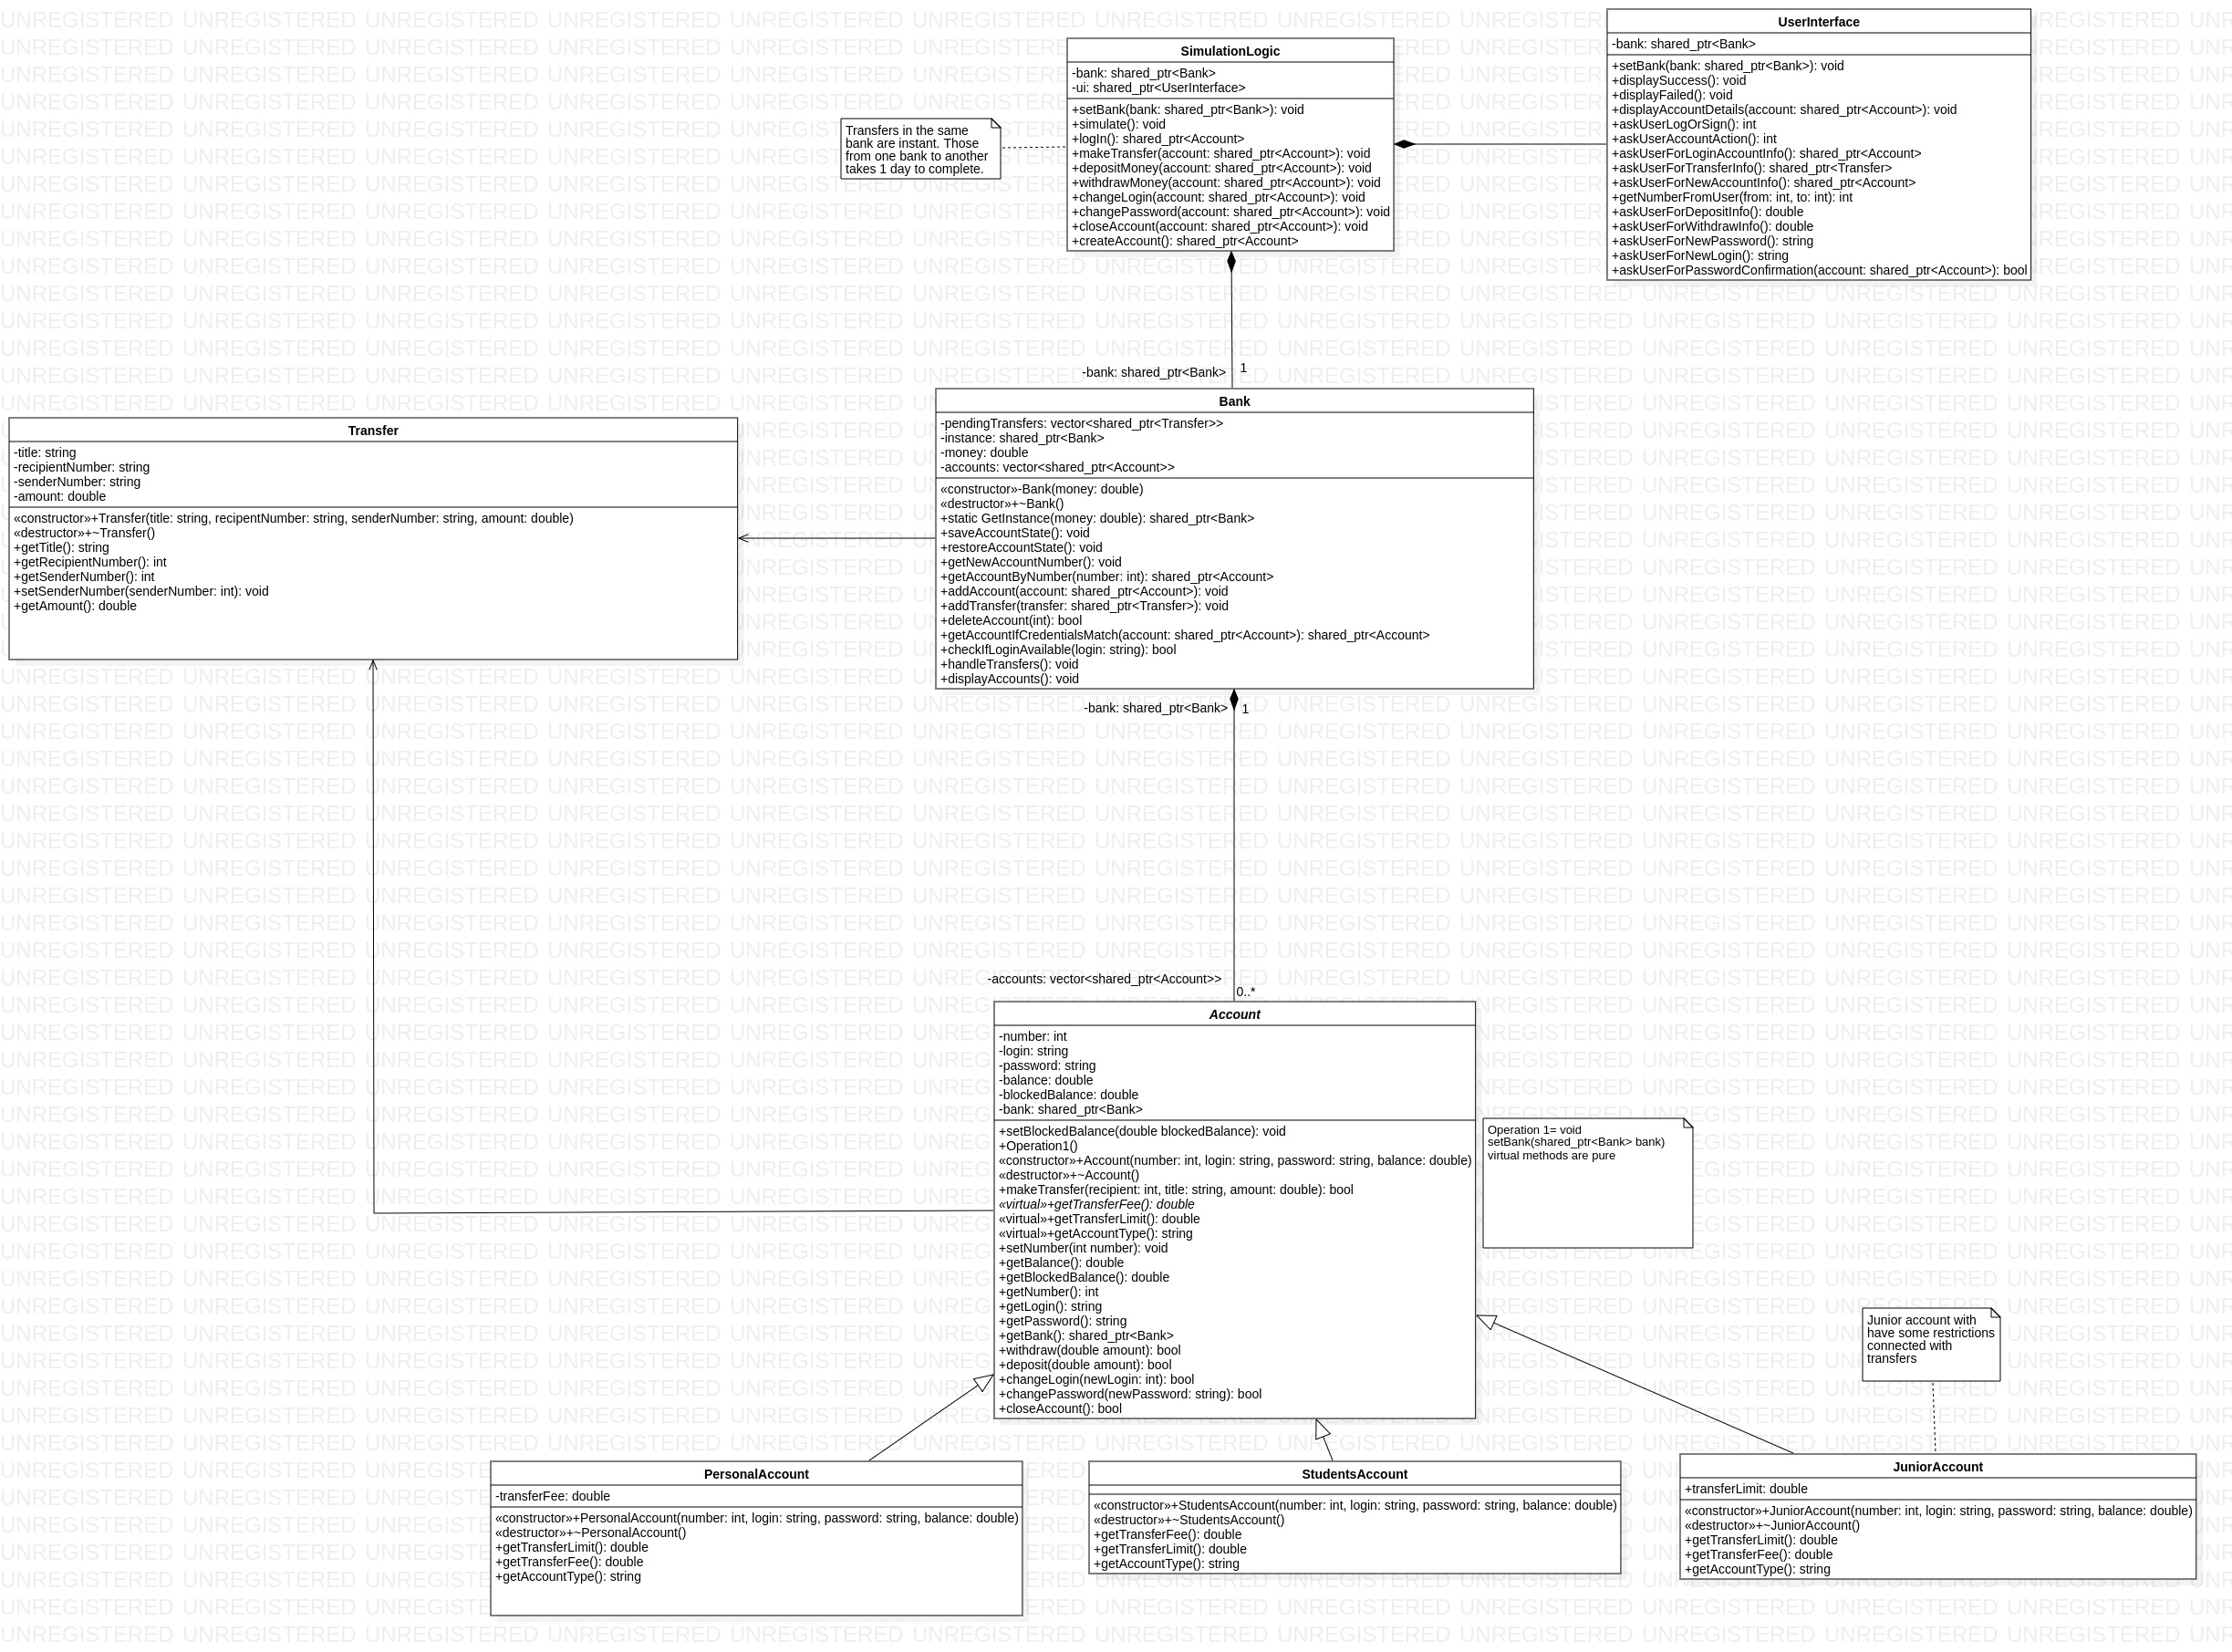 SimulationLogic
-bank: shared_ptr<Bank>
-ui: shared_ptr<UserInterface>
+setBank(bank: shared_ptr<Bank>): void
+simulate(): void
+logIn(): shared_ptr<Account>
+makeTransfer(account: shared_ptr<Account>): void
+depositMoney(account: shared_ptr<Account>): void
+withdrawMoney(account: shared_ptr<Account>): void
+changeLogin(account: shared_ptr<Account>): void
+changePassword(account: shared_ptr<Account>): void
+closeAccount(account: shared_ptr<Account>): void
+createAccount(): shared_ptr<Account>
UserInterface
-bank: shared_ptr<Bank>
+setBank(bank: shared_ptr<Bank>): void
+displaySuccess(): void
+displayFailed(): void
+displayAccountDetails(account: shared_ptr<Account>): void
+askUserLogOrSign(): int
+askUserAccountAction(): int
+askUserForLoginAccountInfo(): shared_ptr<Account>
+askUserForTransferInfo(): shared_ptr<Transfer>
+askUserForNewAccountInfo(): shared_ptr<Account>
+getNumberFromUser(from: int, to: int): int
+askUserForDepositInfo(): double
+askUserForWithdrawInfo(): double
+askUserForNewPassword(): string
+askUserForNewLogin(): string
+askUserForPasswordConfirmation(account: shared_ptr<Account>): bool
Transfers in the same
bank are instant. Those
from one bank to another
takes 1 day to complete.
-bank: shared_ptr<Bank>
1
Transfer
-title: string
-recipientNumber: string
-senderNumber: string
-amount: double
«constructor»+Transfer(title: string, recipentNumber: string, senderNumber: string, amount: double)
«destructor»+~Transfer()
+getTitle(): string
+getRecipientNumber(): int
+getSenderNumber(): int
+setSenderNumber(senderNumber: int): void
+getAmount(): double
Bank
-pendingTransfers: vector<shared_ptr<Transfer>>
-instance: shared_ptr<Bank>
-money: double
-accounts: vector<shared_ptr<Account>>
«constructor»-Bank(money: double)
«destructor»+~Bank()
+static GetInstance(money: double): shared_ptr<Bank>
+saveAccountState(): void
+restoreAccountState(): void
+getNewAccountNumber(): void
+getAccountByNumber(number: int): shared_ptr<Account>
+addAccount(account: shared_ptr<Account>): void
+addTransfer(transfer: shared_ptr<Transfer>): void
+deleteAccount(int): bool
+getAccountIfCredentialsMatch(account: shared_ptr<Account>): shared_ptr<Account>
+checkIfLoginAvailable(login: string): bool
+handleTransfers(): void
+displayAccounts(): void
-bank: shared_ptr<Bank>
1
-accounts: vector<shared_ptr<Account>>
0..*
Account
-number: int
-login: string
-password: string
-balance: double
-blockedBalance: double
-bank: shared_ptr<Bank>
+setBlockedBalance(double blockedBalance): void
+Operation1()
«constructor»+Account(number: int, login: string, password: string, balance: double)
«destructor»+~Account()
+makeTransfer(recipient: int, title: string, amount: double): bool
«virtual»+getTransferFee(): double
«virtual»+getTransferLimit(): double
«virtual»+getAccountType(): string
+setNumber(int number): void
+getBalance(): double
+getBlockedBalance(): double
+getNumber(): int
+getLogin(): string
+getPassword(): string
+getBank(): shared_ptr<Bank>
+withdraw(double amount): bool
+deposit(double amount): bool
+changeLogin(newLogin: int): bool
+changePassword(newPassword: string): bool
+closeAccount(): bool
Operation 1= void
setBank(shared_ptr<Bank> bank)
virtual methods are pure
Junior account with
have some restrictions
connected with
transfers
PersonalAccount
-transferFee: double
«constructor»+PersonalAccount(number: int, login: string, password: string, balance: double)
«destructor»+~PersonalAccount()
+getTransferLimit(): double
+getTransferFee(): double
+getAccountType(): string
StudentsAccount
«constructor»+StudentsAccount(number: int, login: string, password: string, balance: double)
«destructor»+~StudentsAccount()
+getTransferFee(): double
+getTransferLimit(): double
+getAccountType(): string
JuniorAccount
+transferLimit: double
«constructor»+JuniorAccount(number: int, login: string, password: string, balance: double)
«destructor»+~JuniorAccount()
+getTransferLimit(): double
+getTransferFee(): double
+getAccountType(): string
UNREGISTERED